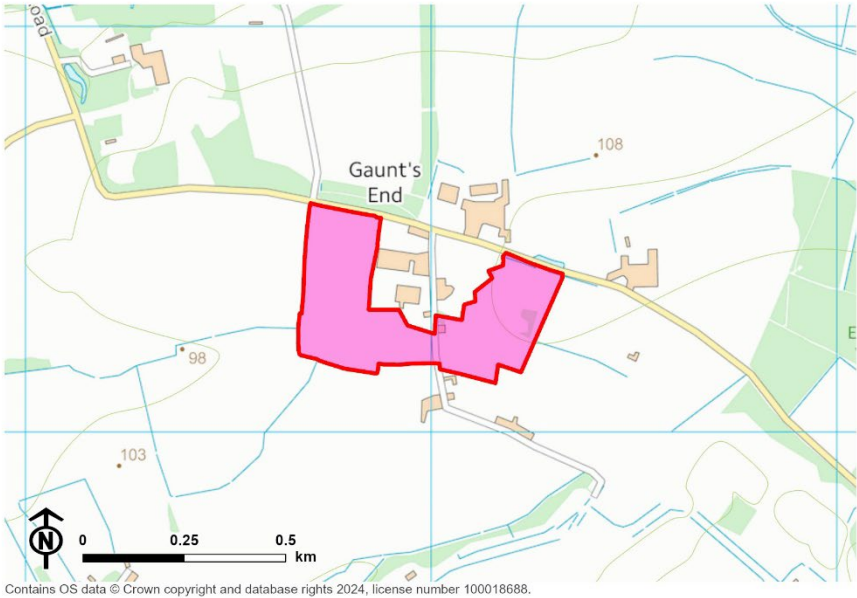 Gaunt's
End
108
98
103
N
0
0.25
0.5
km
Contains OS data © Crown copyright and database rights 2024, license number 100018688.